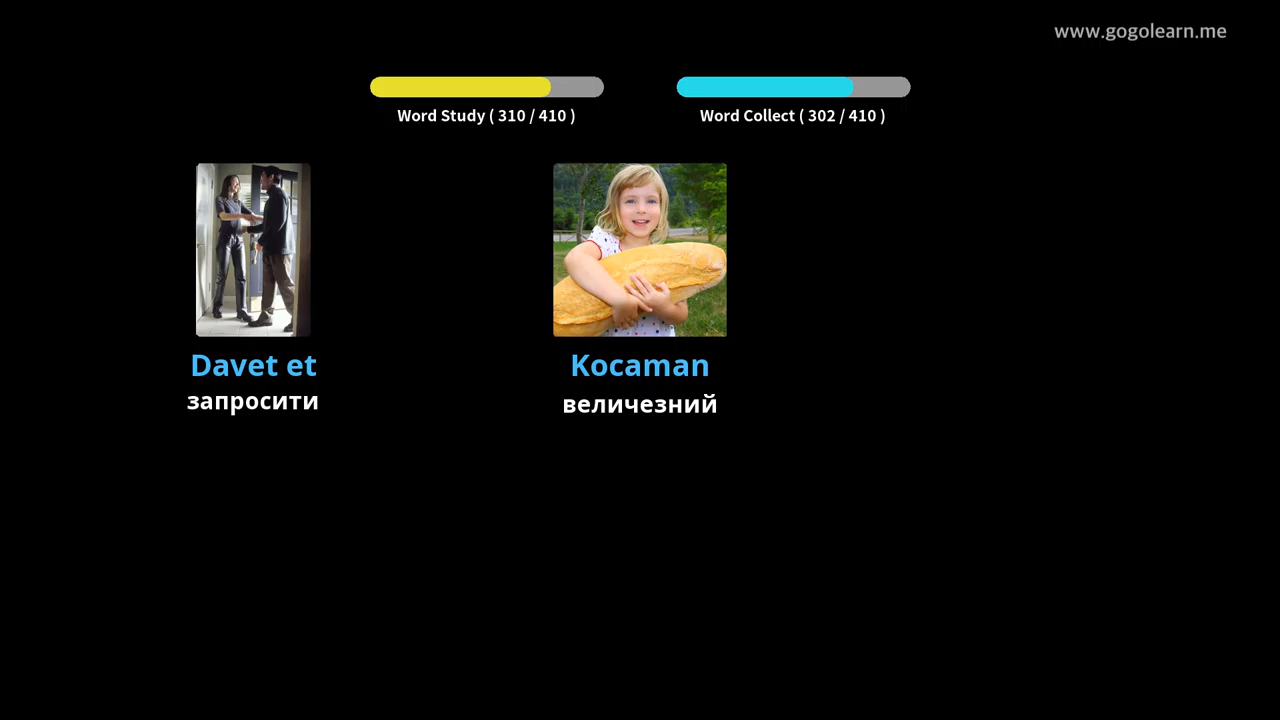 www.gogolearn.me
Word Study ( 310 / 410 )
Word Collect ( 302 / 410 )
Davet et
запросити
Kocaman
величезний